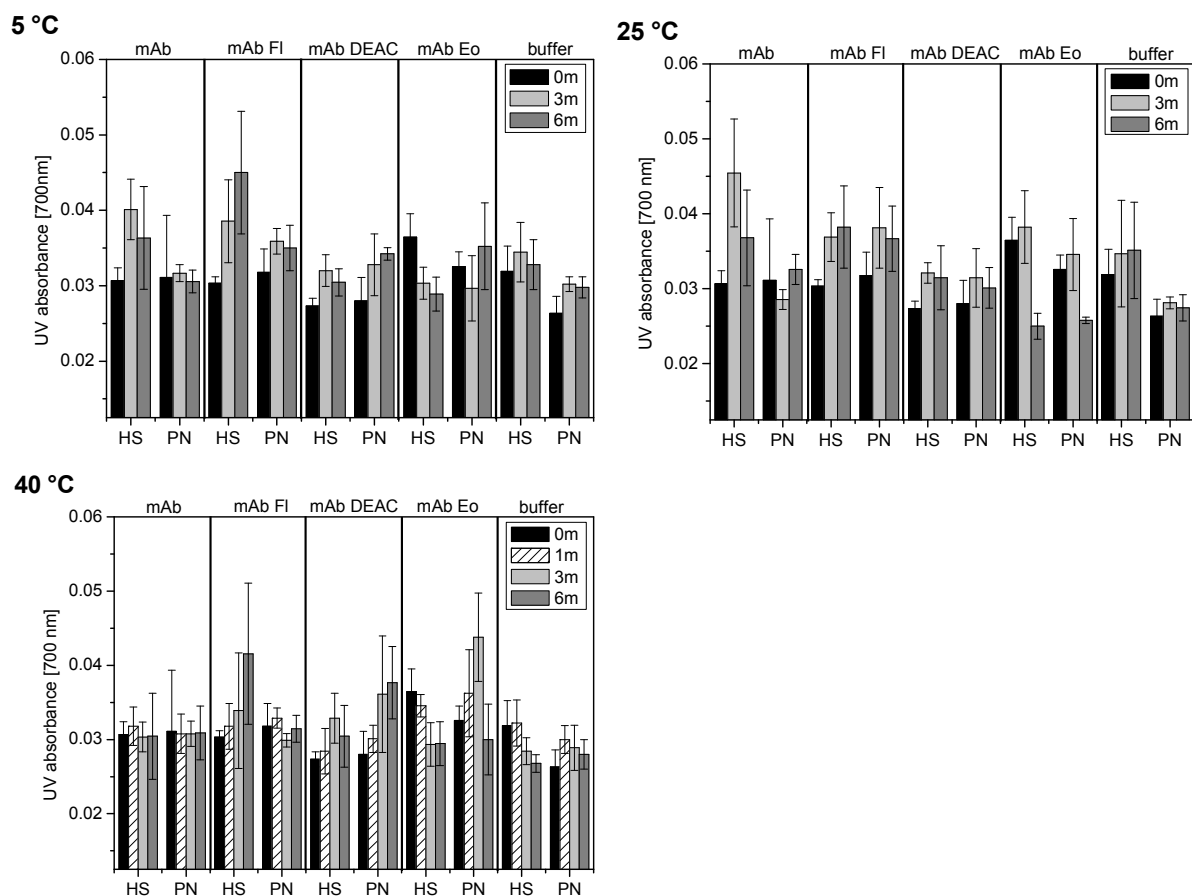 5 °C
mAb mAb Fl mAb DEAC mAb Eo buffer
0.06
0.05
0.04
0.03
0.02
UV absorbance [700nm]
0m
3m
6m
HS PN HS PN HS PN HS PN HS PN
25 °C
mAb mAb Fl mAb DEAC mAb Eo buffer
0.06
0.05
0.04
0.03
0.02
UV absorbance [700 nm]
0m
3m
6m
HS PN HS PN HS PN HS PN HS PN
40 °C
mAb mAb Fl mAb DEAC mAb Eo buffer
0.06
0.05
0.04
0.03
0.02
UV absorbance [700 nm]
0m
1m
3m
6m
HS PN HS PN HS PN HS PN HS PN